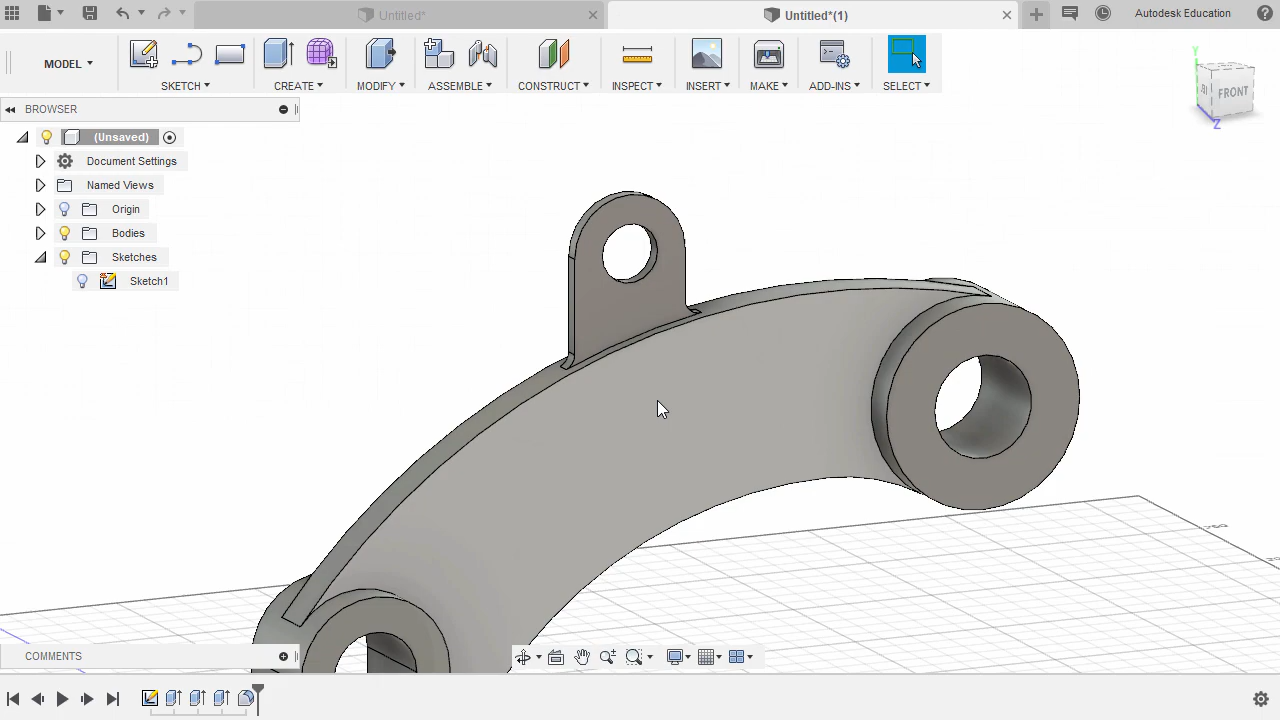 Untitled*
Untitled*(1)
Autodesk Education
MODEL
SKETCH
CREATE
MODIFY
ASSEMBLE
CONSTRUCT
INSPECT
INSERT
MAKE
ADD-INS
SELECT
BROWSER
(Unsaved)
Document Settings
Named Views
Origin
Bodies
Sketches
Sketch1
Y
FRONT
Z
COMMENTS